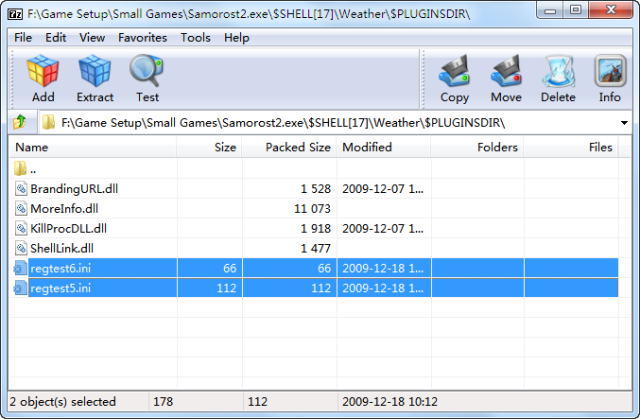 7z F:\Game Setup\Small Games\Samorost2.exe\$SHELL[17]\Weather\$PLUGINSDIR\
File Edit View Favorites Tools Help
Add Extract Test Copy Move Delete Info
F:\Game Setup\Small Games\Samorost2.exe\$SHELL[17]\Weather\$PLUGINSDIR\
Name Size Packed Size Modified Folders Files
..
BrandingURL.dll 1 528 2009-12-07 1...
MoreInfo.dll 11 073
KillProcDLL.dll 1 918 2009-12-07 1...
ShellLink.dll 1 477
regtest6.ini 66 66 2009-12-18 1...
regtest5.ini 112 112 2009-12-18 1...
2 object(s) selected 178 112 2009-12-18 10:12